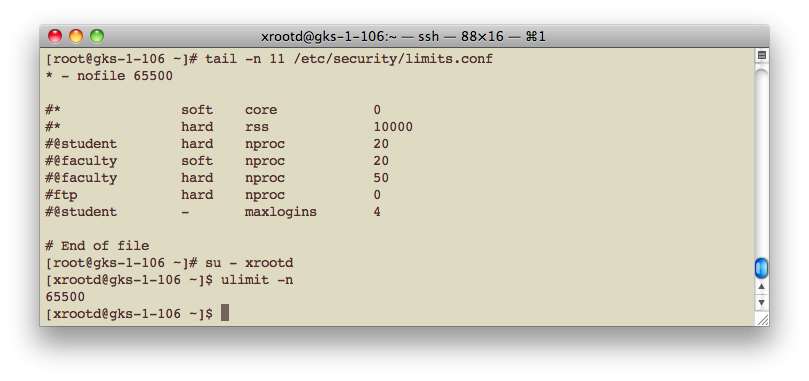 xrootd@gks-1-106:~ — ssh — 88×16 — ⌘1
[root@gks-1-106 ~]# tail -n 11 /etc/security/limits.conf
* - nofile 65500
#* soft core 0
#* hard rss 10000
#@student hard nproc 20
#@faculty soft nproc 20
#@faculty hard nproc 50
#ftp hard nproc 0
#@student - maxlogins 4
# End of file
[root@gks-1-106 ~]# su - xrootd
[xrootd@gks-1-106 ~]$ ulimit -n
65500
[xrootd@gks-1-106 ~]$